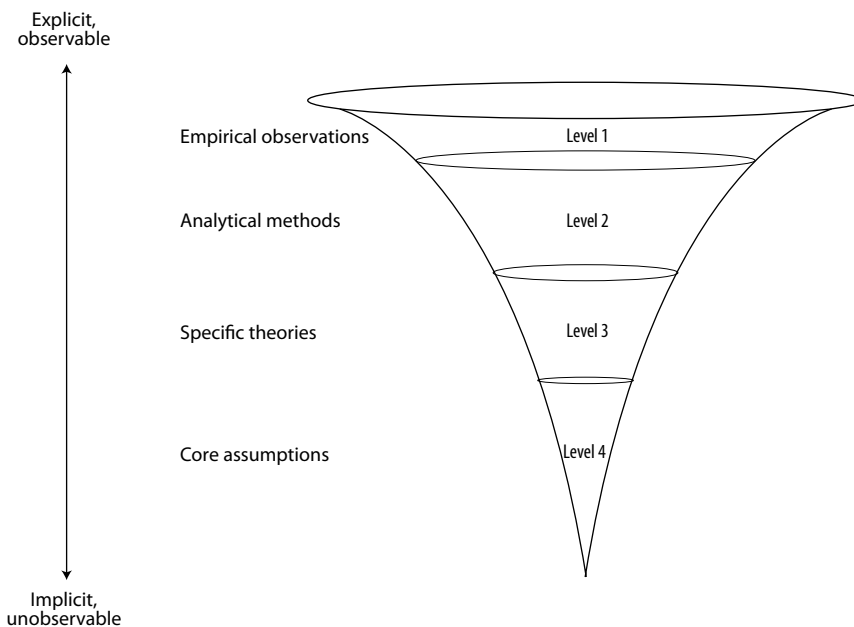 Explicit,
observable
Empirical observations
Level 1
Analytical methods
Level 2
Specific theories
Level 3
Core assumptions
Level 4
Implicit,
unobservable